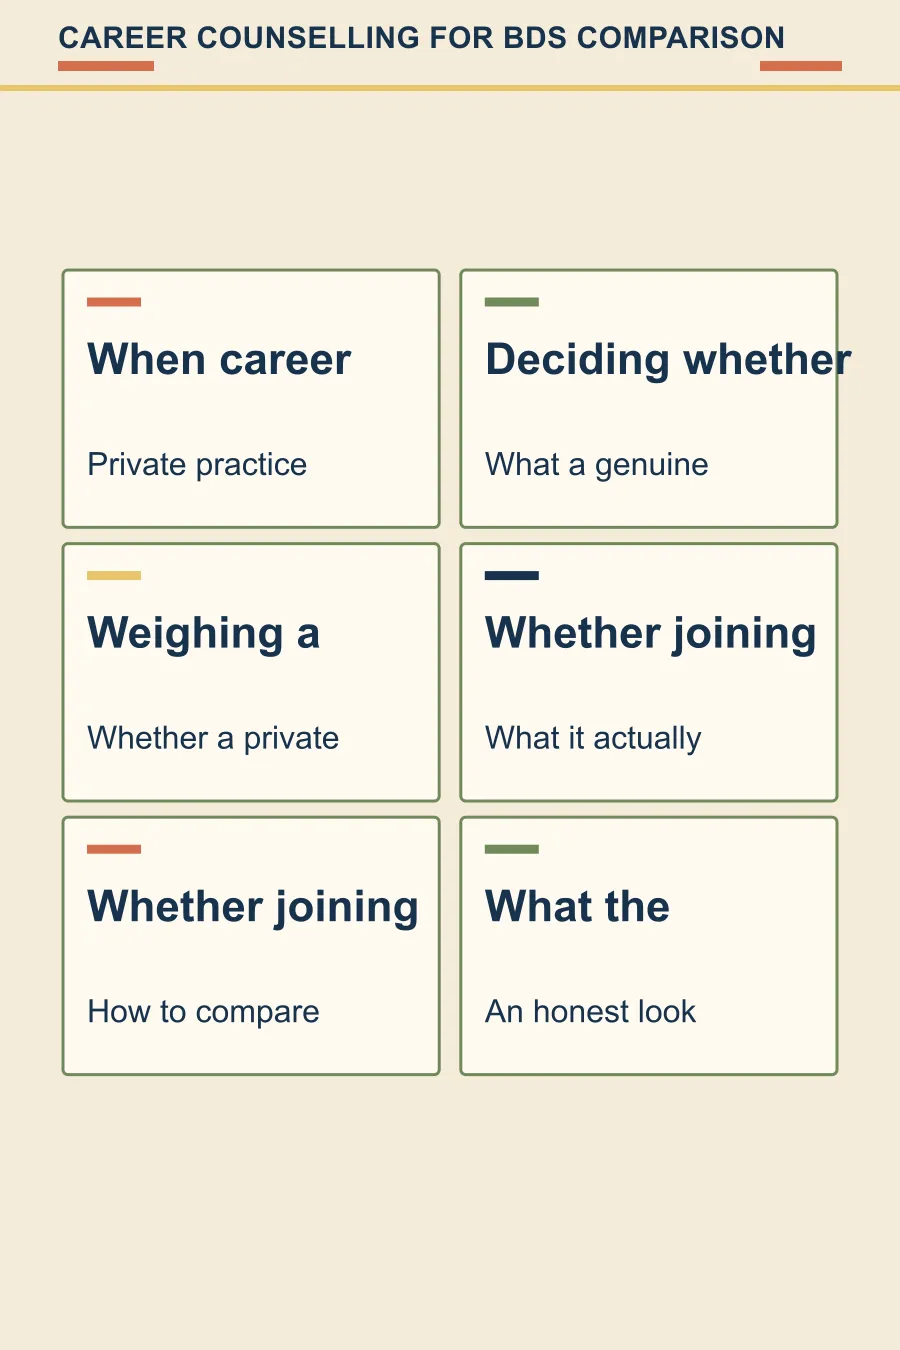 CAREER COUNSELLING FOR BDS COMPARISON
When career
Private practice
Deciding whether
What a genuine
Weighing a
Whether a private
Whether joining
What it actually
Whether joining
How to compare
What the
An honest look